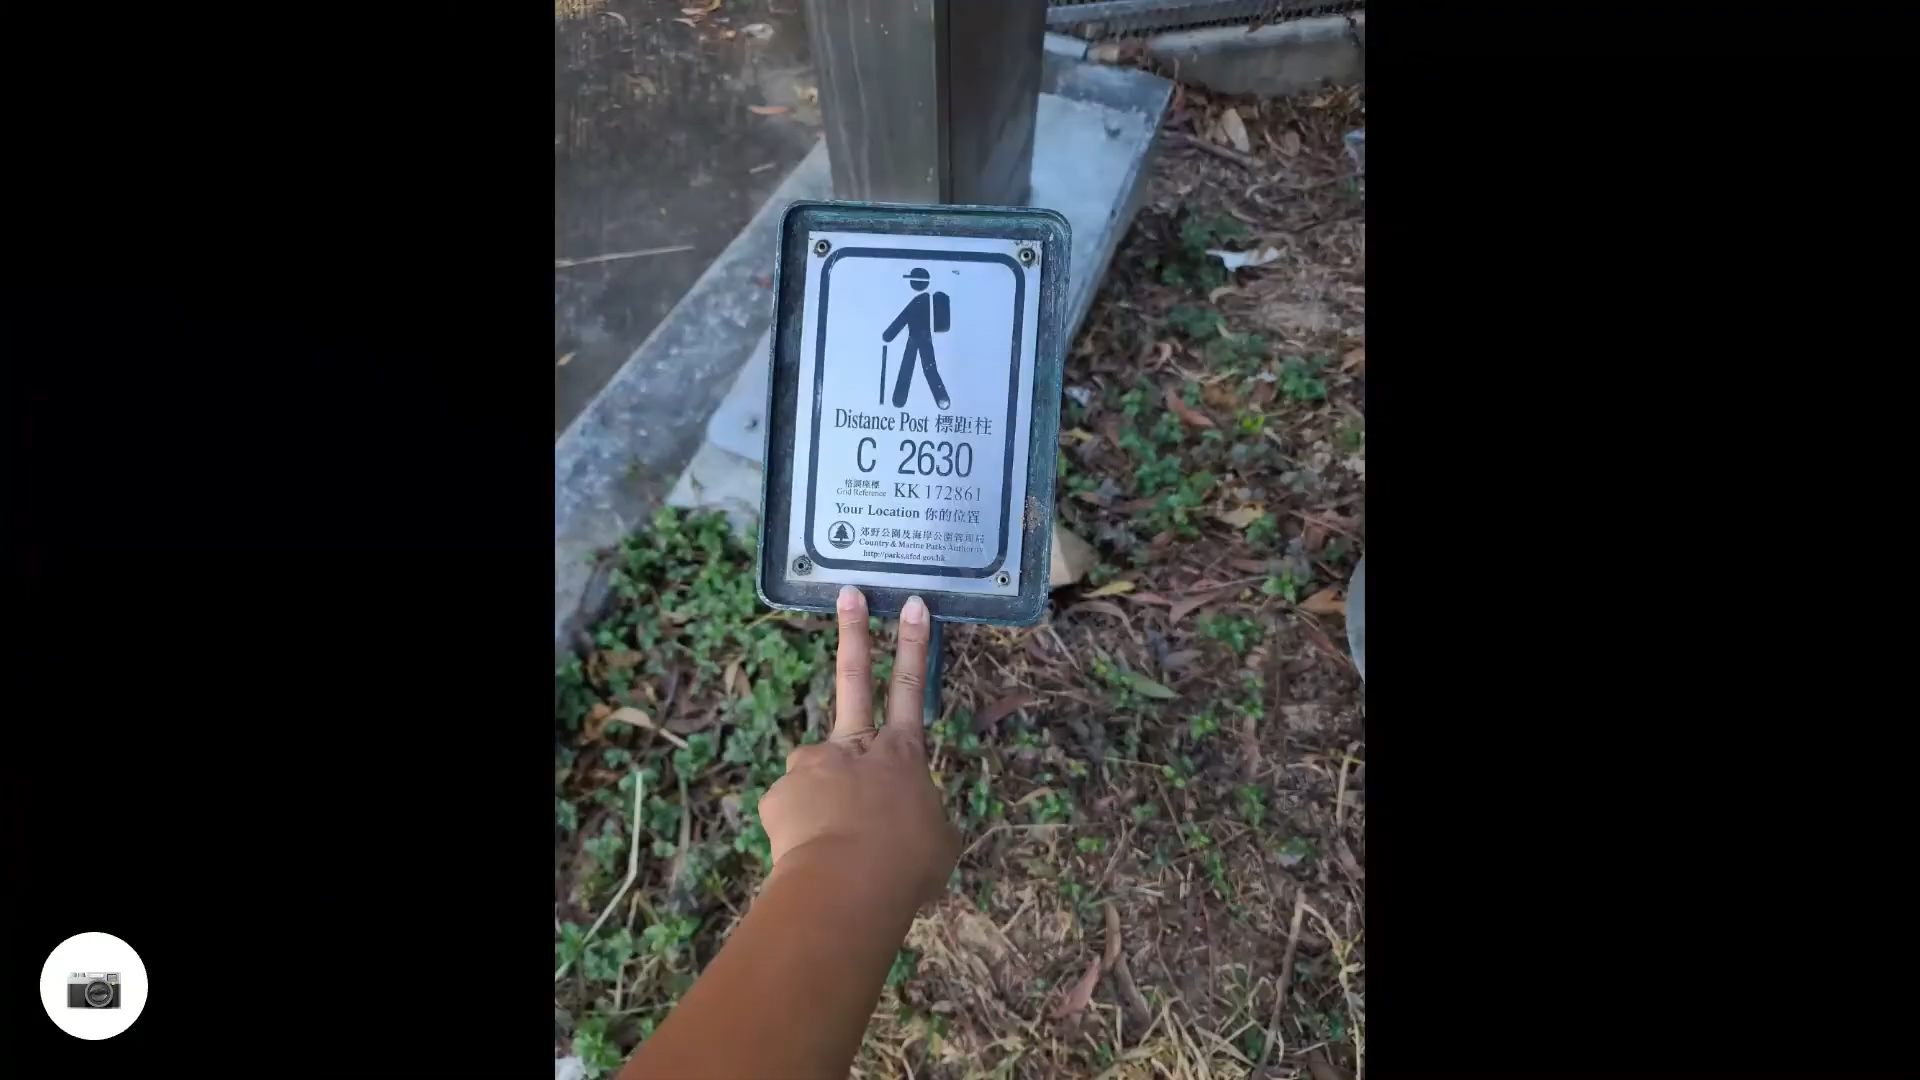 Distance Post 標距柱
C 2630
格網座標
Grid Reference KK 172861
Your Location 你的位置
郊野公園及海岸公園管理局
Country & Marine Parks Authority
http://parks.afcd.gov.hk